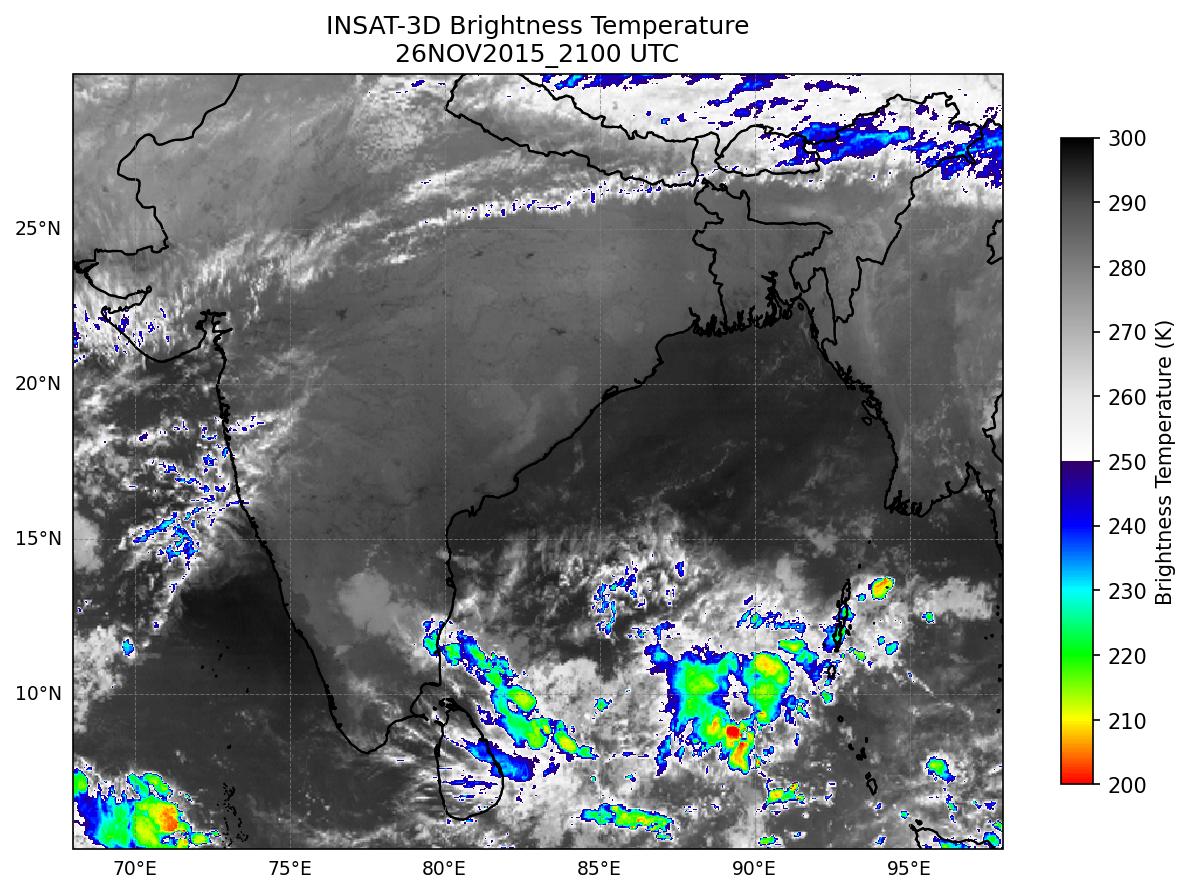 INSAT-3D Brightness Temperature
26NOV2015_2100 UTC
25°N
20°N
15°N
10°N
70°E
75°E
80°E
85°E
90°E
95°E
300
290
280
270
260
250
240
230
220
210
200
Brightness Temperature (K)